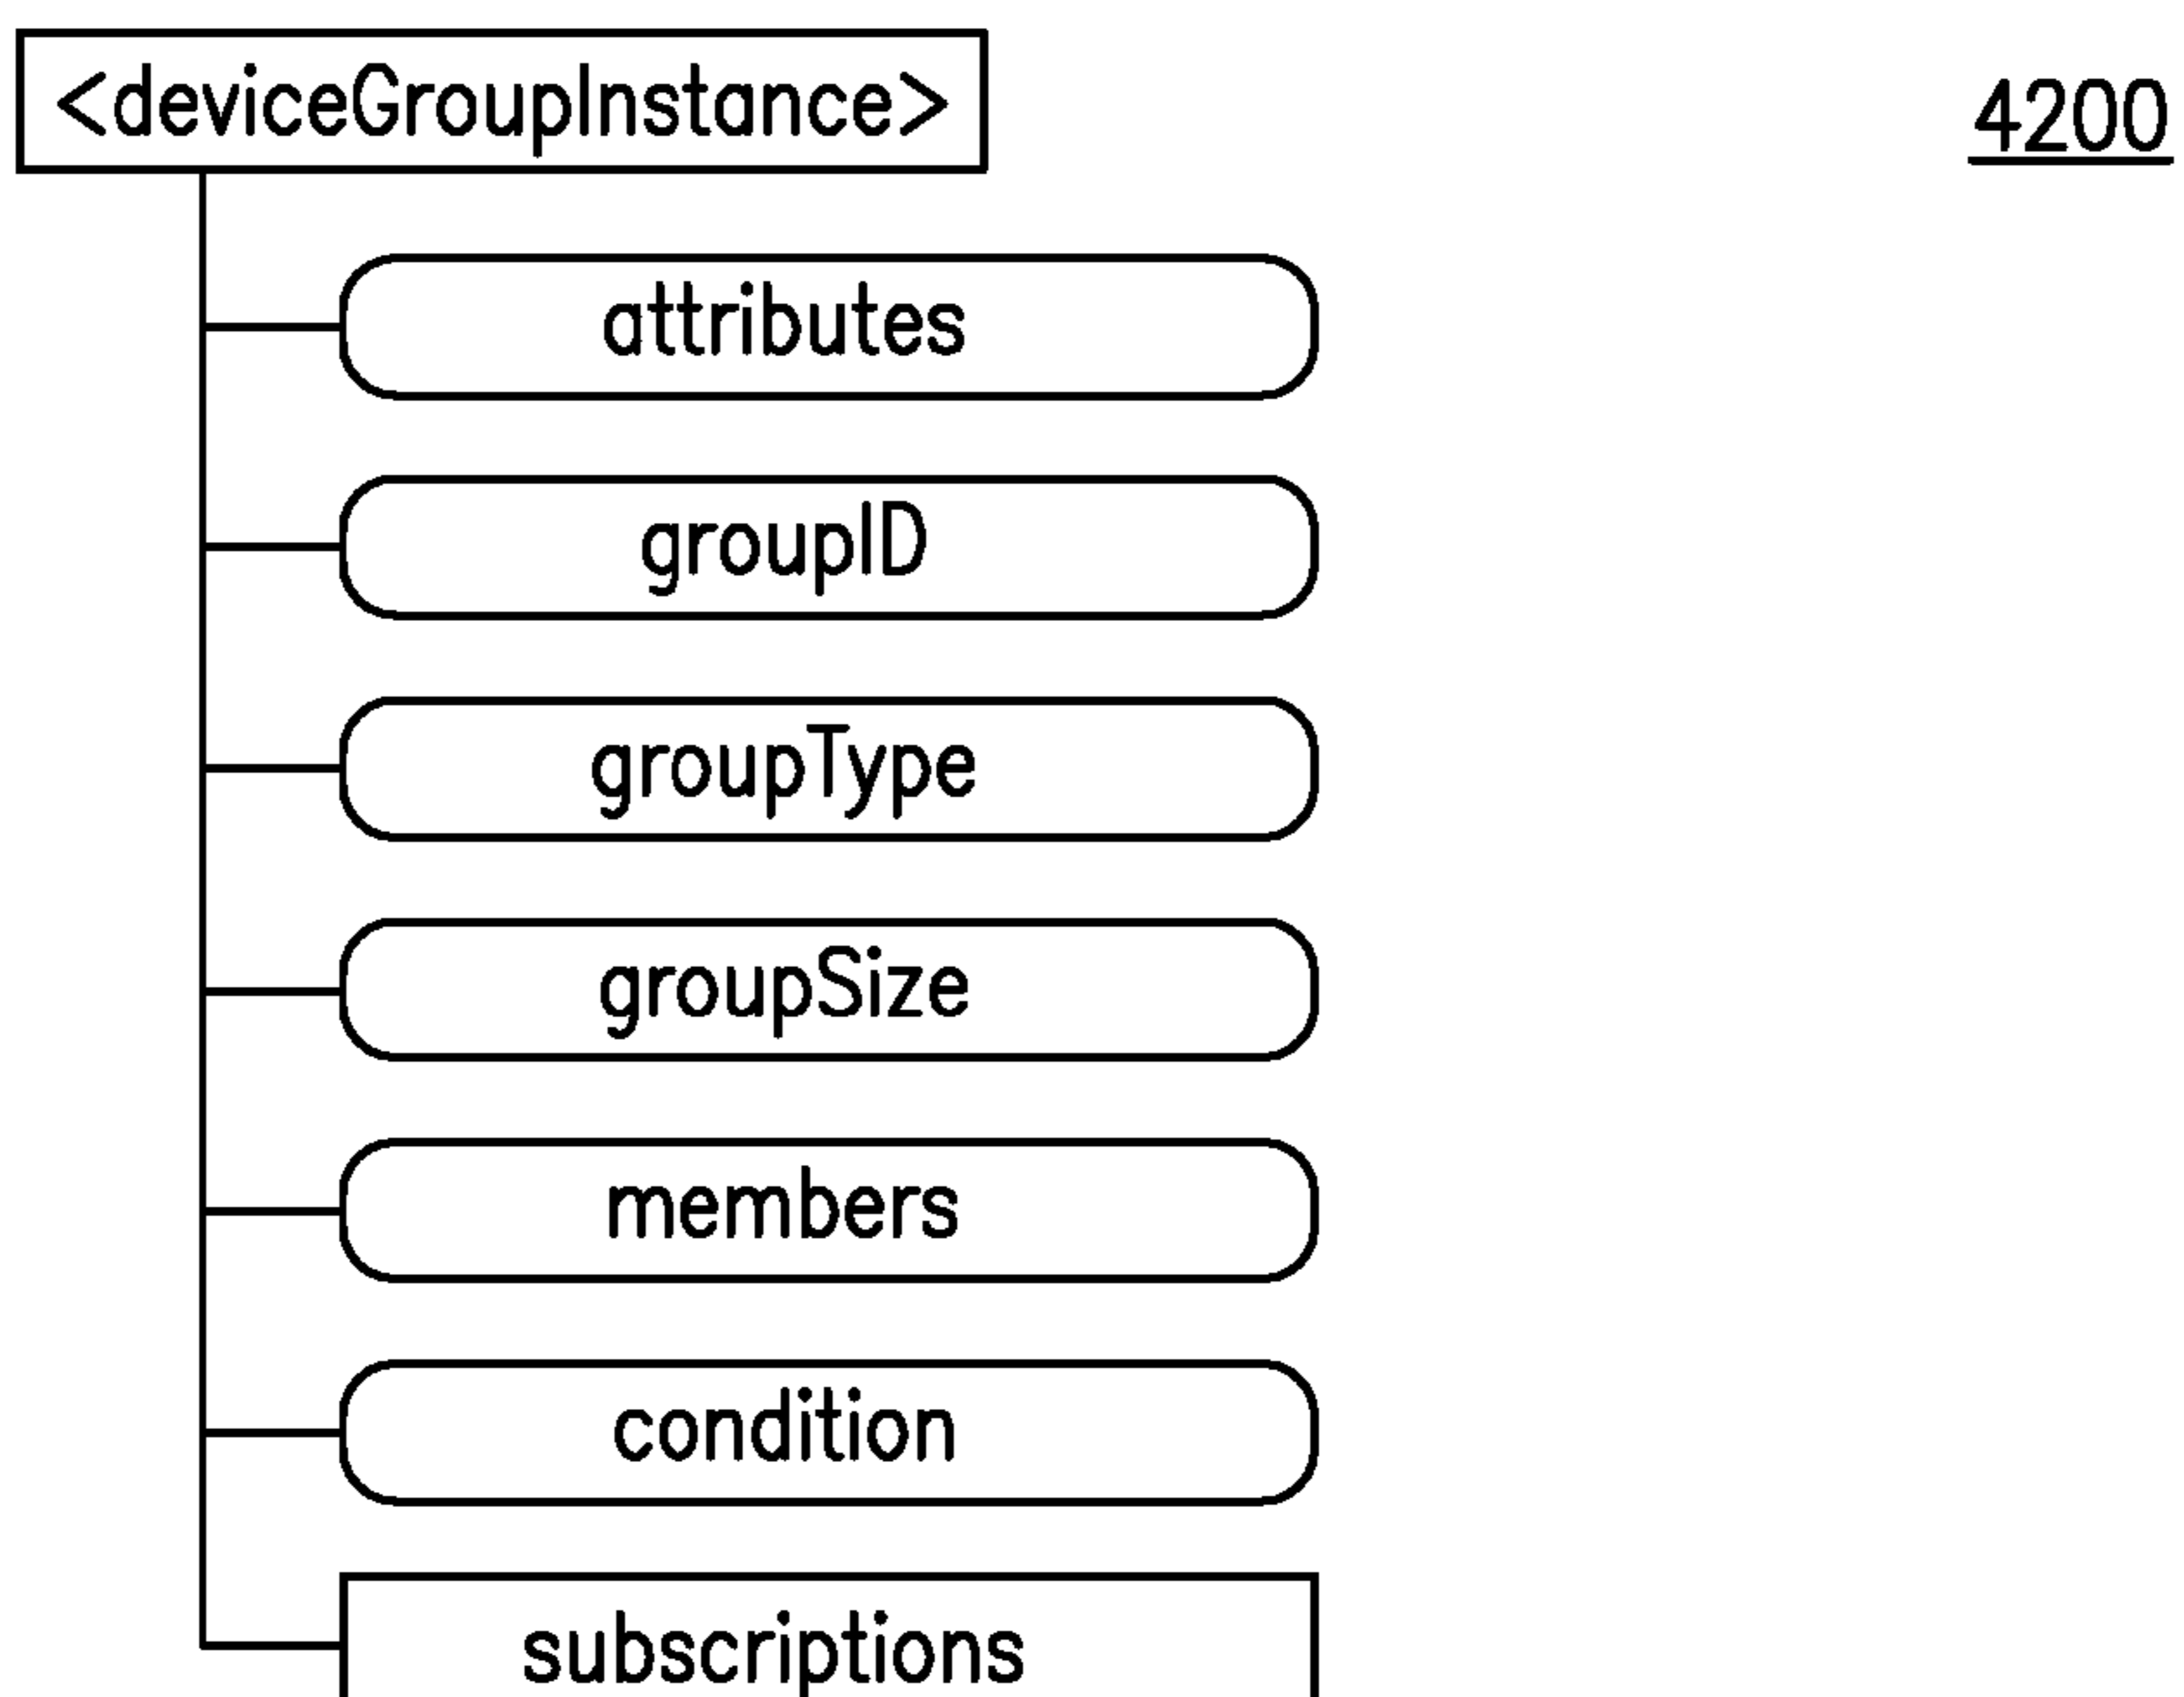 <deviceGroupInstance>
4200
attributes
groupID
groupType
groupSize
members
condition
subscriptions